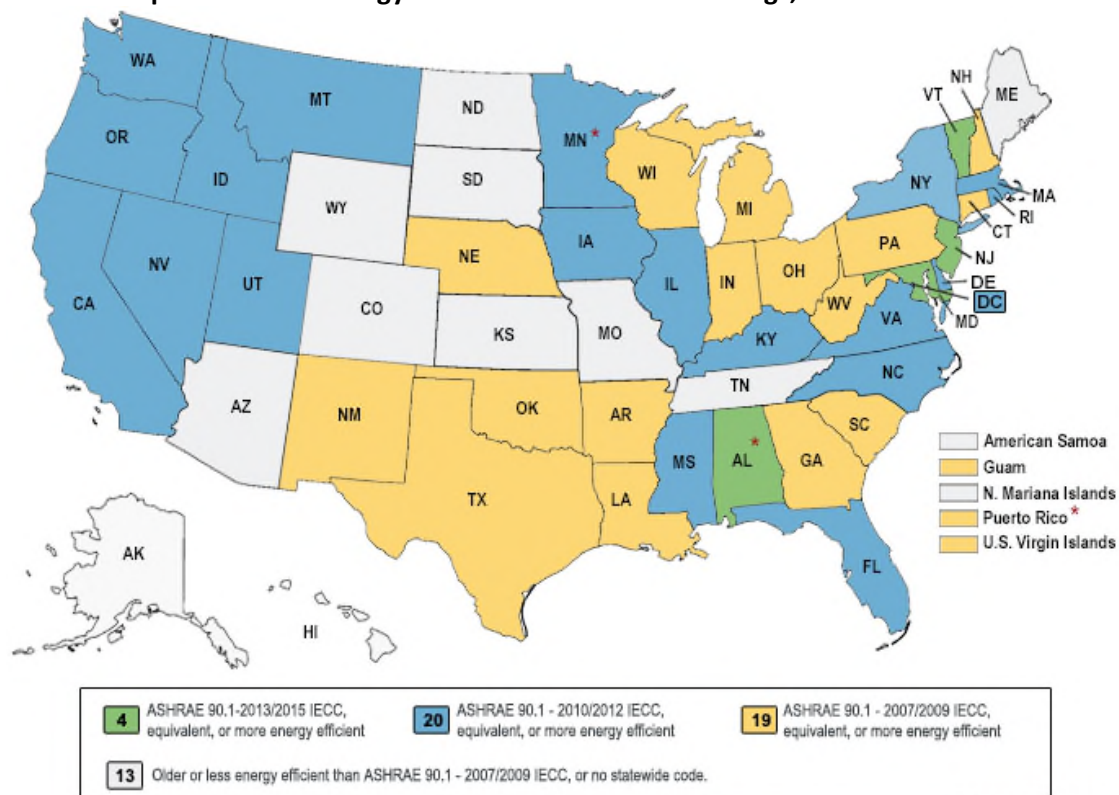 WA
MT
ND
MN *
OR
ID
SD
WY
WI
MI
VT
NH
ME
NY
MA
RI
CT
NV
UT
CA
CO
NE
IA
IL
IN
OH
PA
NJ
DE
DC
MD
WV
VA
KS
MO
KY
NC
TN
AZ
NM
OK
AR
SC
MS
AL *
GA
TX
LA
FL
AK
HI
American Samoa
Guam
N. Mariana Islands
Puerto Rico *
U.S. Virgin Islands
4 ASHRAE 90.1-2013/2015 IECC,
equivalent, or more energy efficient
20 ASHRAE 90.1 - 2010/2012 IECC,
equivalent, or more energy efficient
19 ASHRAE 90.1 - 2007/2009 IECC,
equivalent, or more energy efficient
13 Older or less energy efficient than ASHRAE 90.1 - 2007/2009 IECC, or no statewide code.